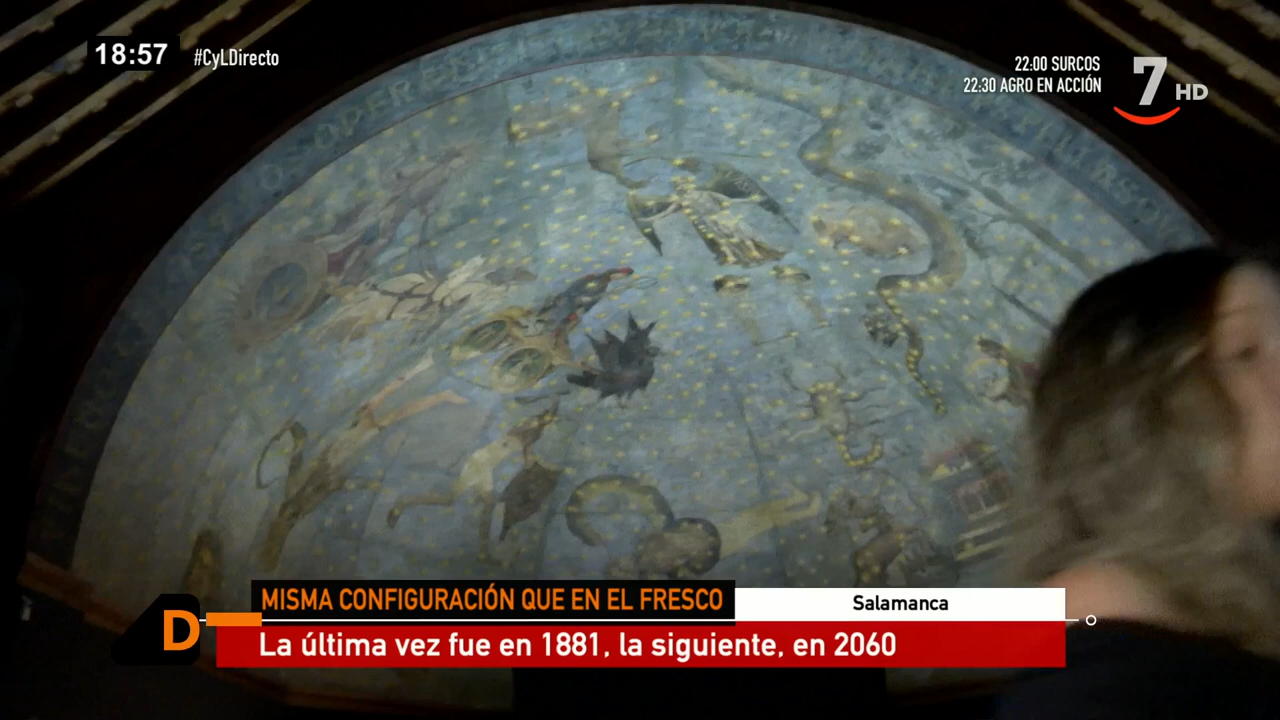 18:57
#CyLDirecto
22:00 SURCOS
22:30 AGRO EN ACCIÓN
7 HD
MISMA CONFIGURACIÓN QUE EN EL FRESCO
Salamanca
D
La última vez fue en 1881, la siguiente, en 2060